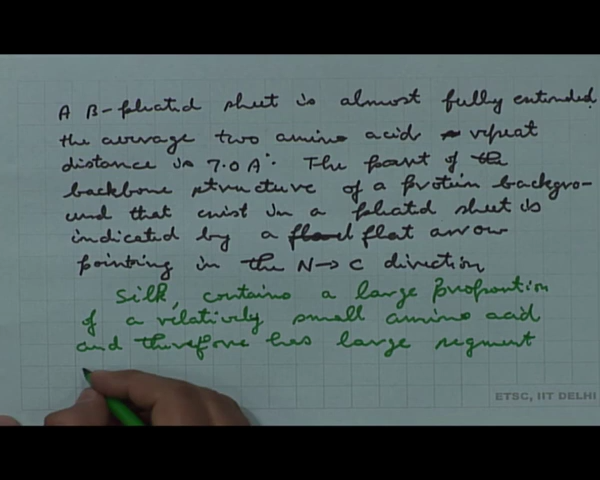 A B-pleated sheet is almost fully extended.
the average two amino acid repeat
distance is 7.0 A°. The part of the
backbone structure of a protein backgro-
und that exist in a pleated sheet is
indicated by a flat arrow
pointing in the N→C direction
Silk, contains a large proportion
of a relatively small amino acid
and therefore has large segment
ETSC, IIT DELHI